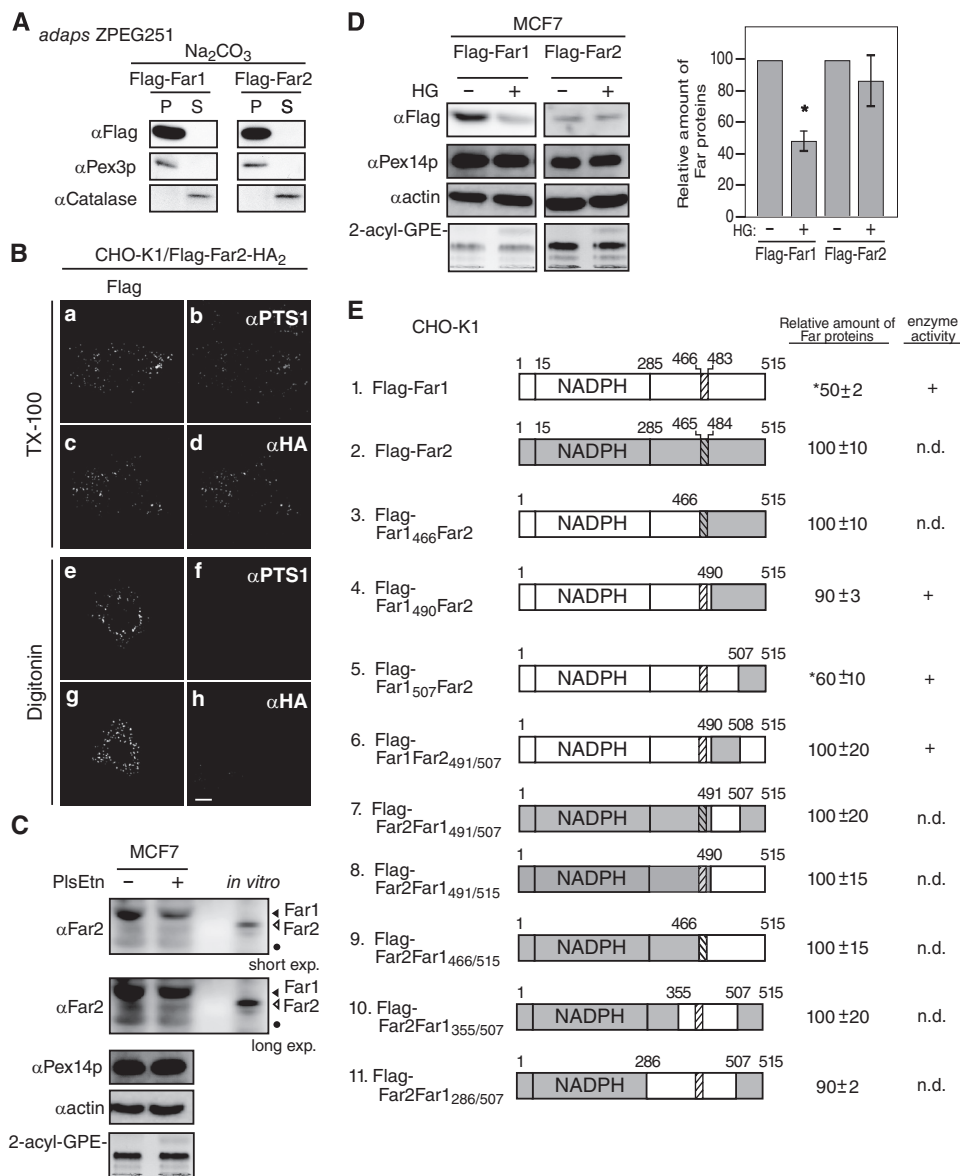 A
adaps ZPEG251
Na2CO3
Flag-Far1 Flag-Far2
P S P S
αFlag
αPex3p
αCatalase
B
CHO-K1/Flag-Far2-HA2
Flag
a
b αPTS1
c
d αHA
TX-100
e
f αPTS1
g
h αHA
Digitonin
C
MCF7
PlsEtn – + in vitro
αFar2
Far1
Far2
short exp.
αFar2
Far1
Far2
long exp.
αPex14p
αactin
2-acyl-GPE-
D
MCF7
Flag-Far1 Flag-Far2
HG – + – +
αFlag
αPex14p
αactin
2-acyl-GPE-
Relative amount of
Far proteins
100
80
60
40
20
0
*
HG: – + – +
Flag-Far1 Flag-Far2
E
CHO-K1
Relative amount of
Far proteins
enzyme
activity
1 15 285 466 483 515
1. Flag-Far1 NADPH *50±2 +
1 15 285 465 484 515
2. Flag-Far2 NADPH 100±10 n.d.
1 466 515
3. Flag-
Far1466Far2 NADPH 100±10 n.d.
1 490 515
4. Flag-
Far1490Far2 NADPH 90±3 +
1 507 515
5. Flag-
Far1507Far2 NADPH *60±10 +
1 490 508 515
6. Flag-
Far1Far2491/507 NADPH 100±20 +
1 491 507 515
7. Flag-
Far2Far1491/507 NADPH 100±20 n.d.
1 490 515
8. Flag-
Far2Far1491/515 NADPH 100±15 n.d.
1 466 515
9. Flag-
Far2Far1466/515 NADPH 100±15 n.d.
1 355 507 515
10. Flag-
Far2Far1355/507 NADPH 100±20 n.d.
1 286 507 515
11. Flag-
Far2Far1286/507 NADPH 90±2 n.d.